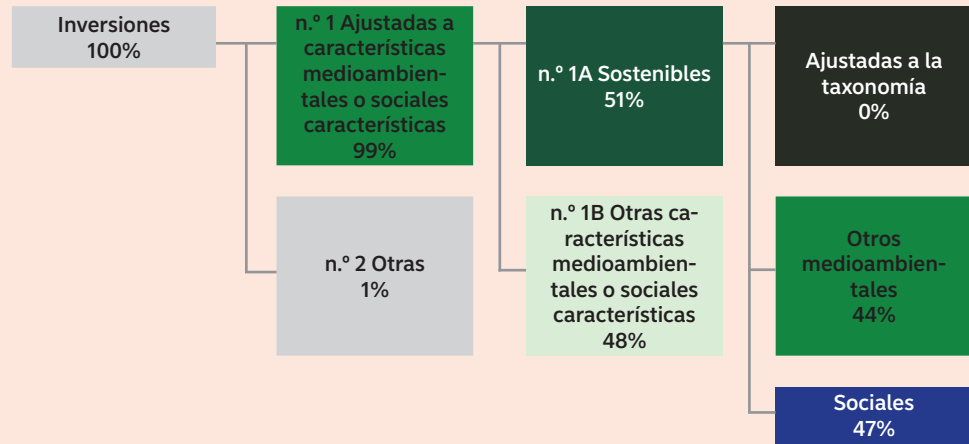 Inversiones
100%
n.º 1 Ajustadas a
características
medioambien-
tales o sociales
características
99%
n.º 2 Otras
1%
n.º 1A Sostenibles
51%
n.º 1B Otras ca-
racterísticas
medioambien-
tales o sociales
características
48%
Ajustadas a la
taxonomía
0%
Otros
medioambien-
tales
44%
Sociales
47%